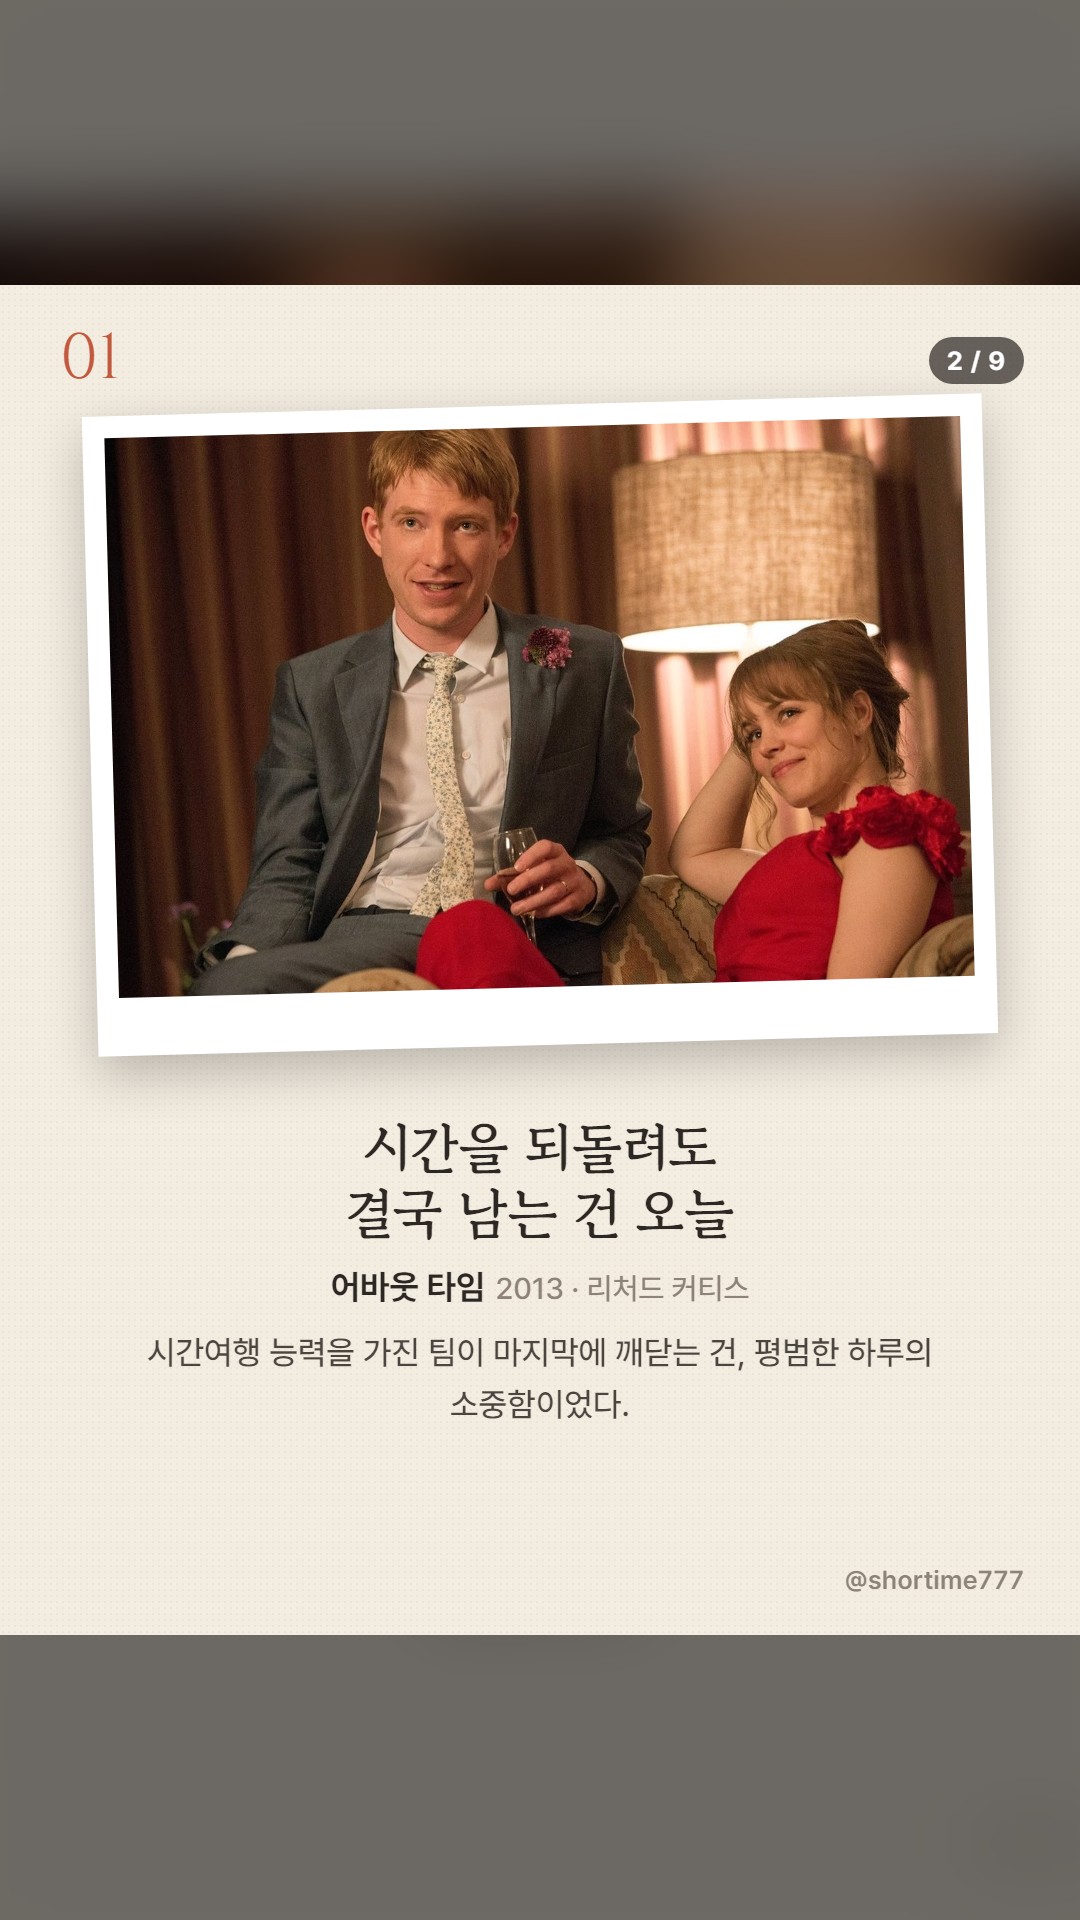 01
2 / 9
시간을 되돌려도
결국 남는 건 오늘
어바웃 타임 2013 · 리처드 커티스
시간여행 능력을 가진 팀이 마지막에 깨닫는 건, 평범한 하루의
소중함이었다.
@shortime777